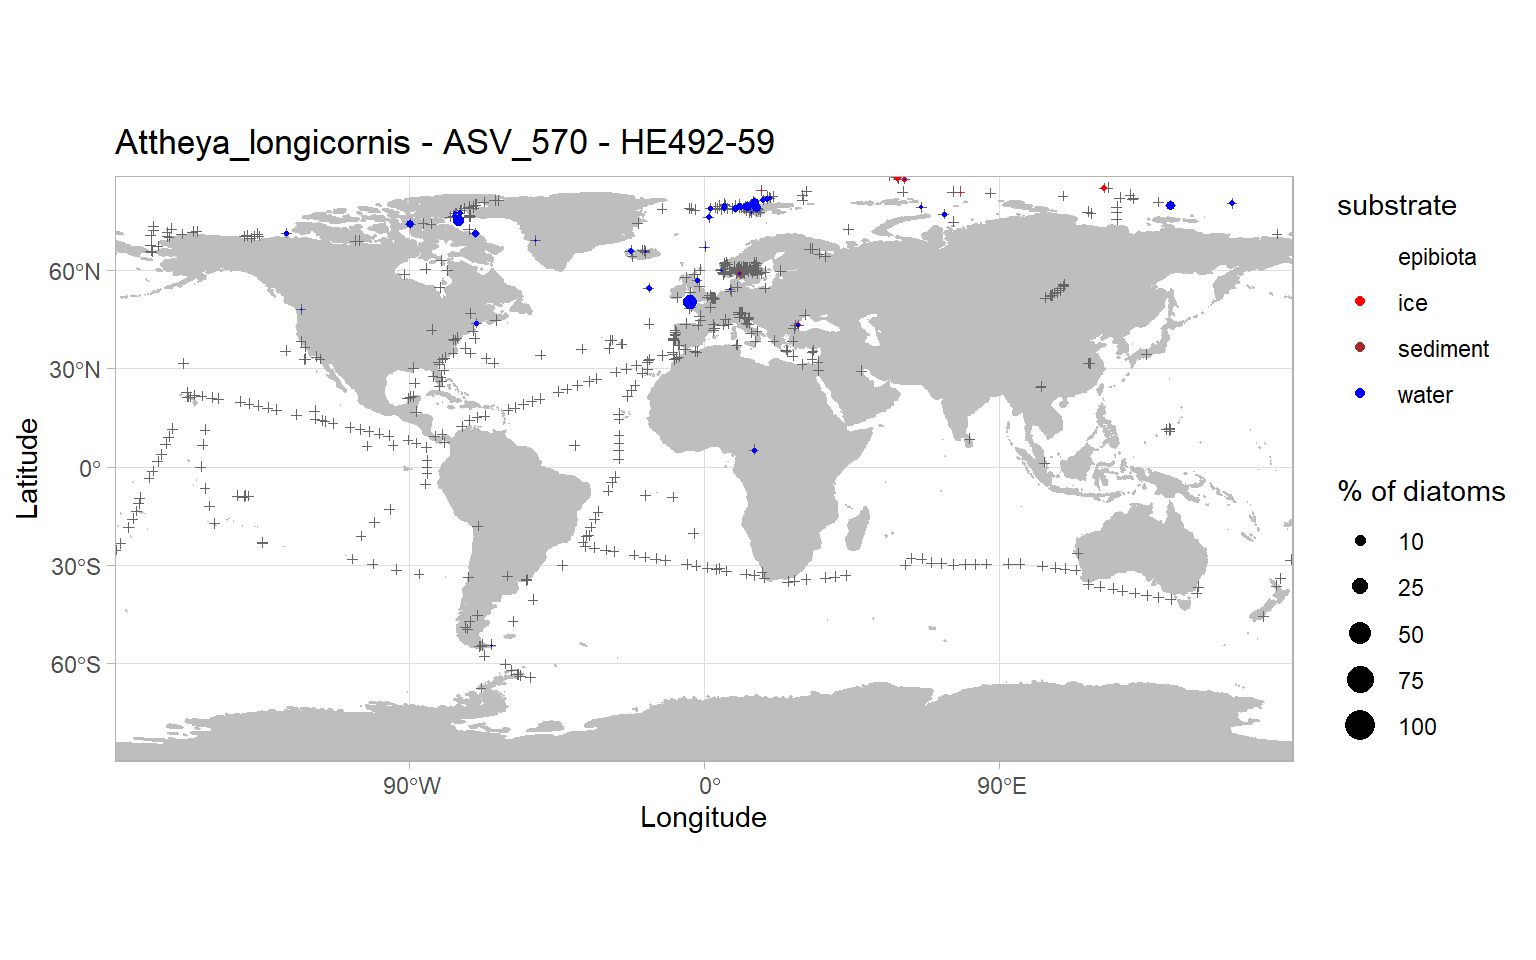 Attheya_longicornis - ASV_570 - HE492-59
60°N
30°N
0°
30°S
60°S
Latitude
90°W
0°
90°E
Longitude
substrate
epibiota
ice
sediment
water
% of diatoms
10
25
50
75
100